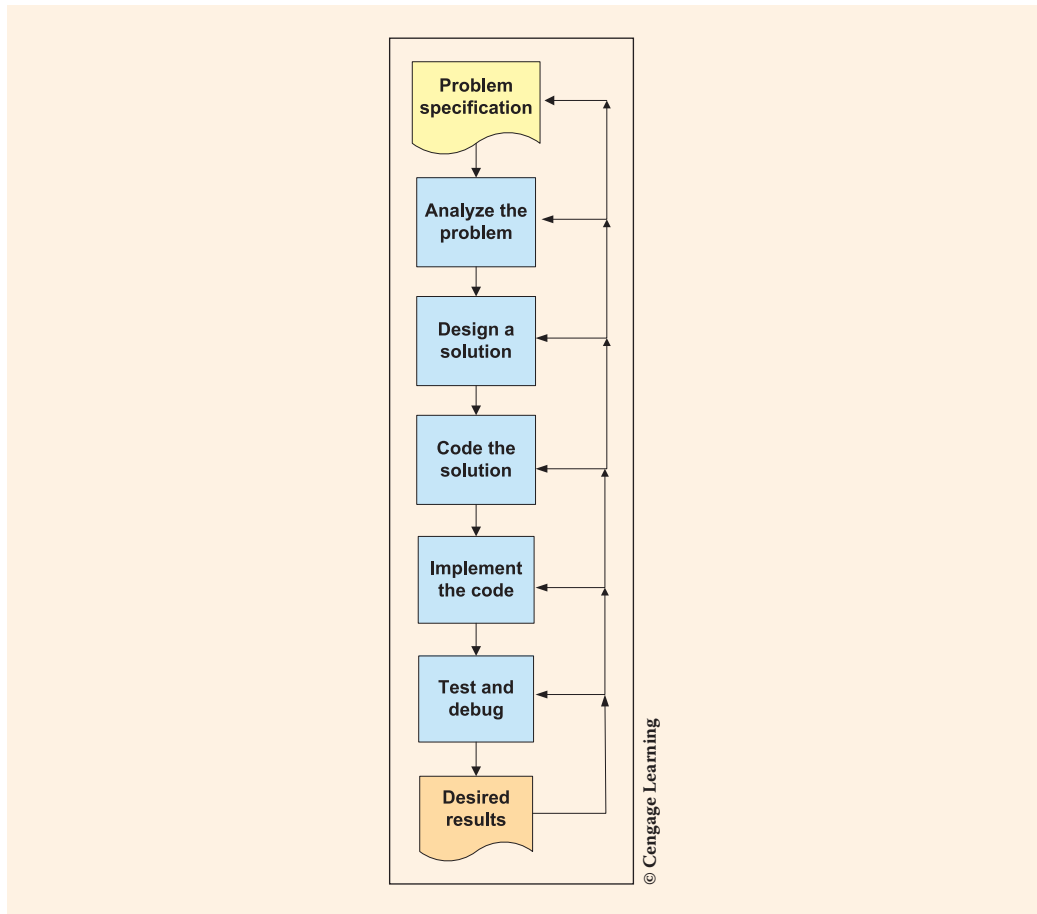 Problem
specification
Analyze the
problem
Design a
solution
Code the
solution
Implement
the code
Test and
debug
Desired
results
© Cengage Learning